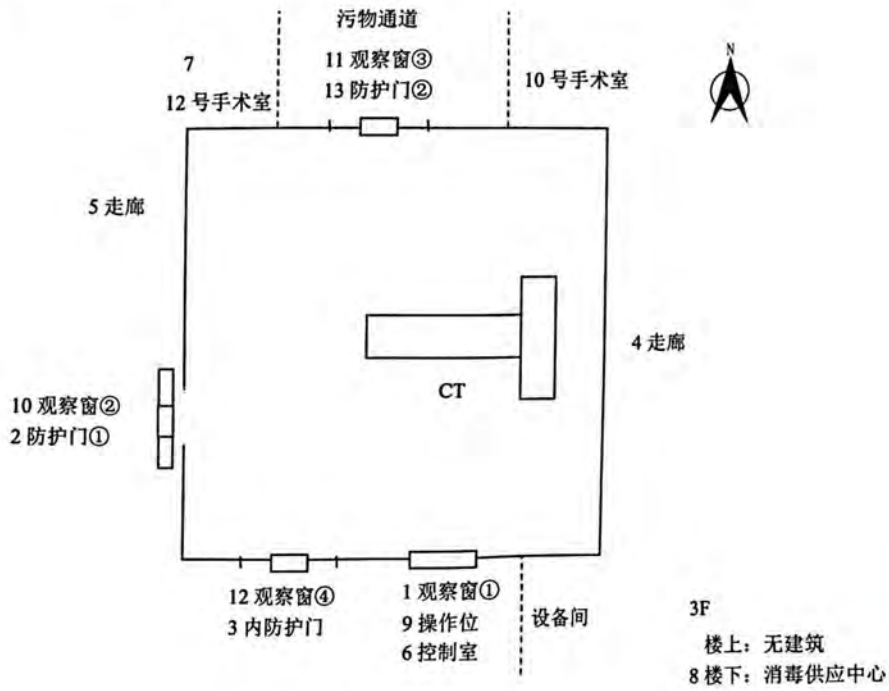 污物通道
7
11 观察窗③
12 号手术室
13 防护门②
10 号手术室
N
5 走廊
4 走廊
CT
10 观察窗②
2 防护门①
12 观察窗④
3 内防护门
1 观察窗①
9 操作位
6 控制室
设备间
3F
楼上：无建筑
8 楼下：消毒供应中心